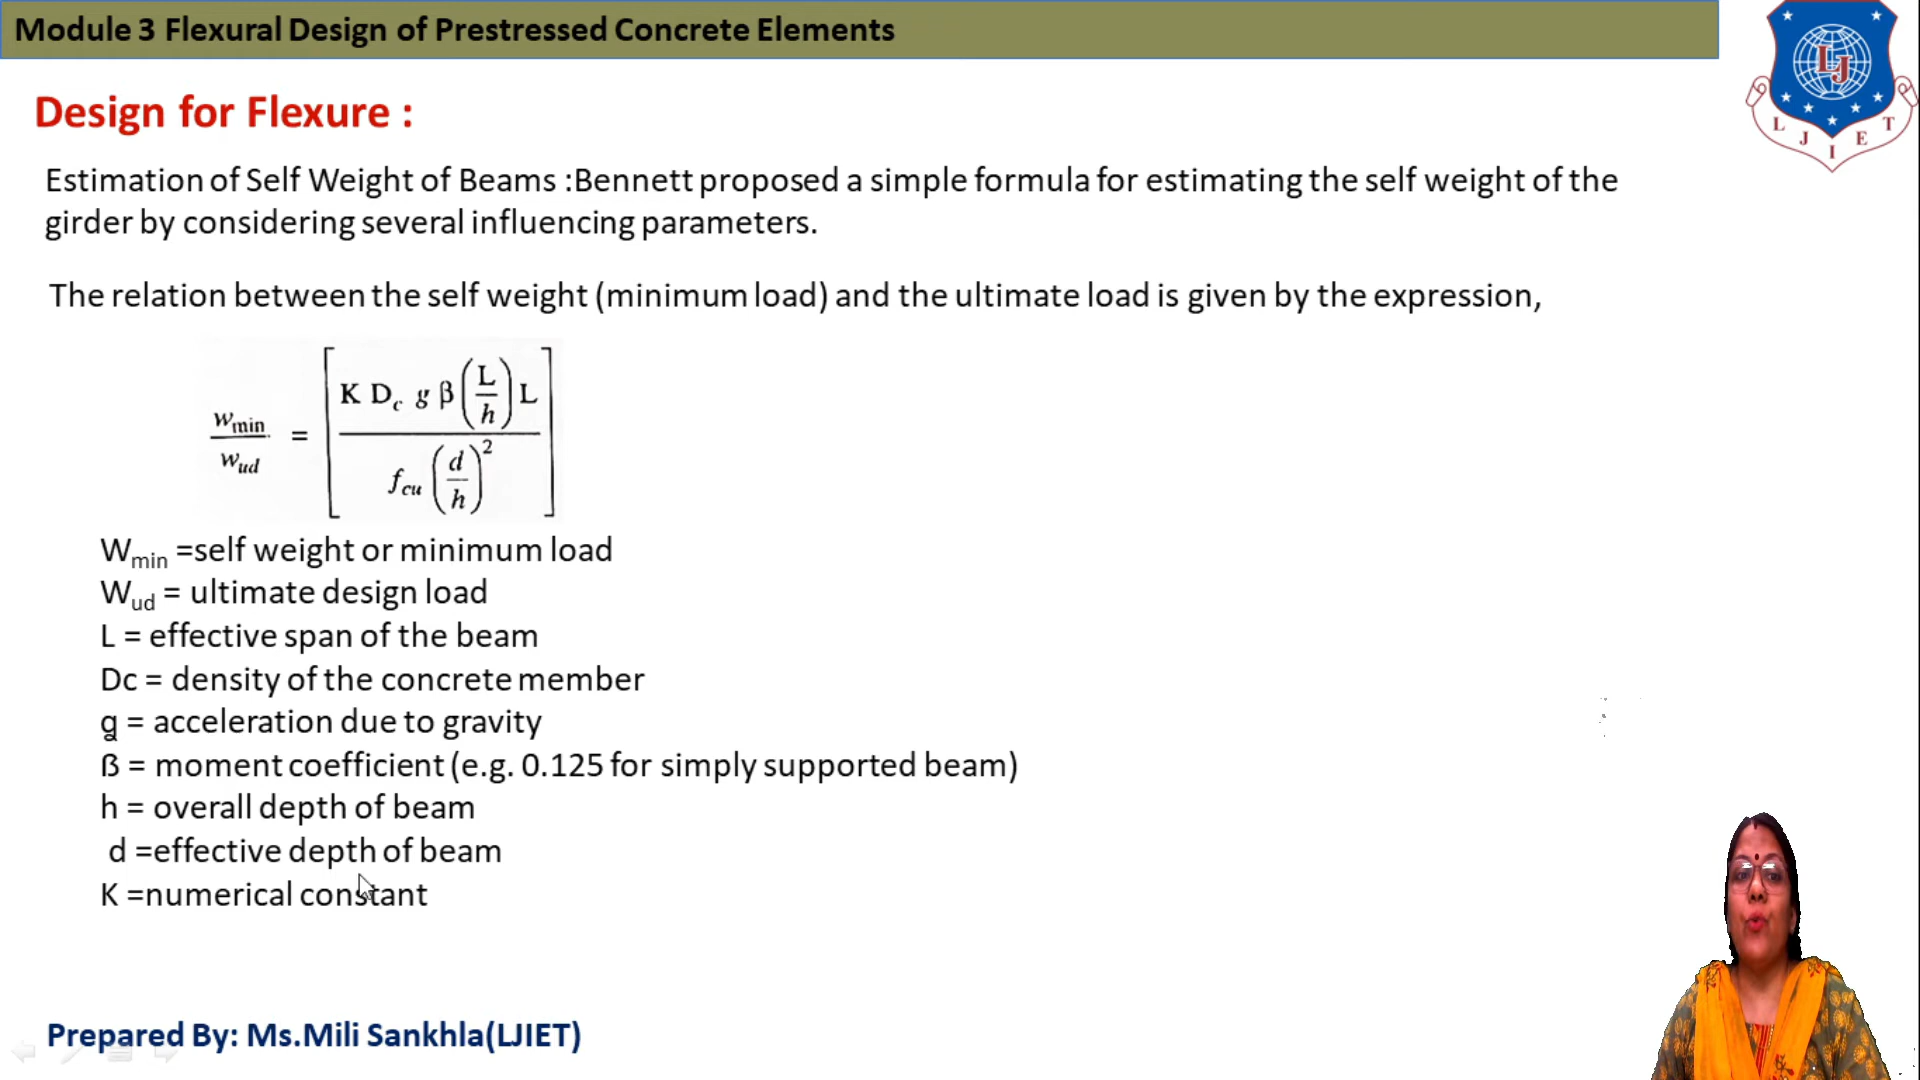 Module 3 Flexural Design of Prestressed Concrete Elements
L J
L J I E T
Design for Flexure :
Estimation of Self Weight of Beams :Bennett proposed a simple formula for estimating the self weight of the
girder by considering several influencing parameters.
The relation between the self weight (minimum load) and the ultimate load is given by the expression,
w_min / w_ud = [ K D_c g β (L/h) L / f_cu (d/h)² ]
W_min =self weight or minimum load
W_ud = ultimate design load
L = effective span of the beam
Dc = density of the concrete member
g = acceleration due to gravity
ß = moment coefficient (e.g. 0.125 for simply supported beam)
h = overall depth of beam
d =effective depth of beam
K =numerical constant
Prepared By: Ms.Mili Sankhla(LJIET)